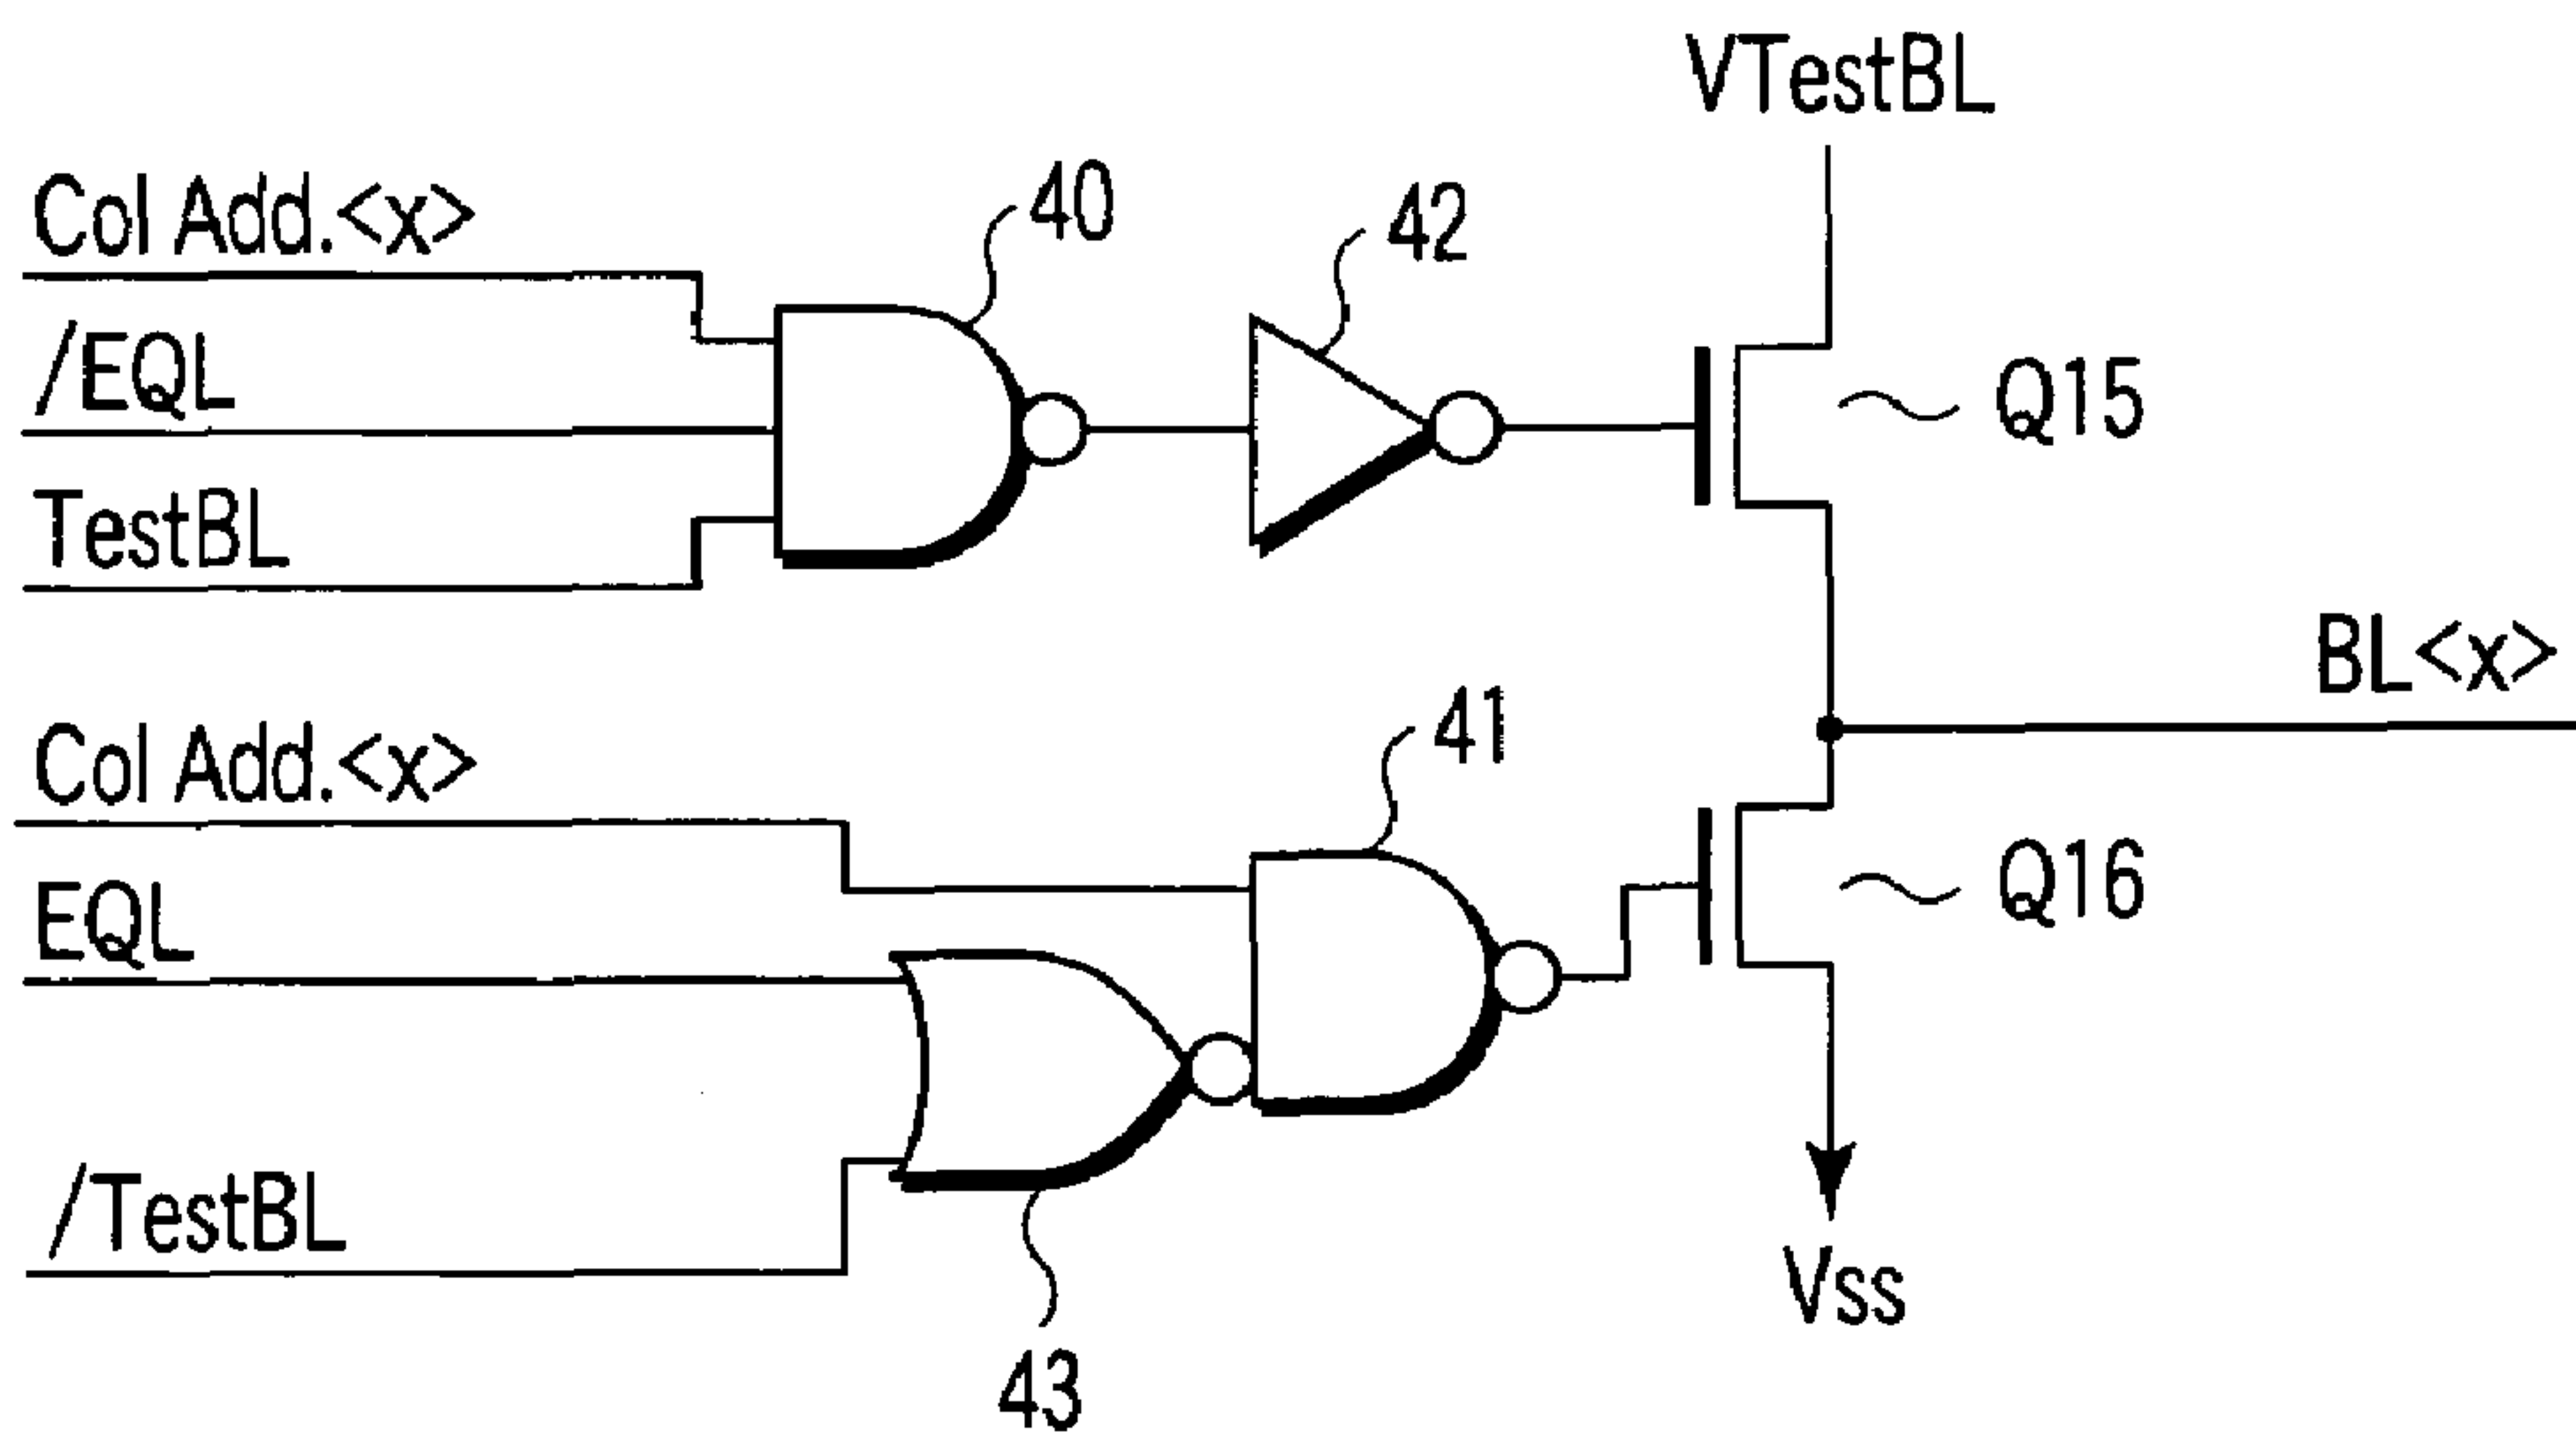 VTestBL
Col Add.<x>
40
42
/EQL
Q15
TestBL
BL<x>
Col Add.<x>
41
EQL
Q16
/TestBL
Vss
43